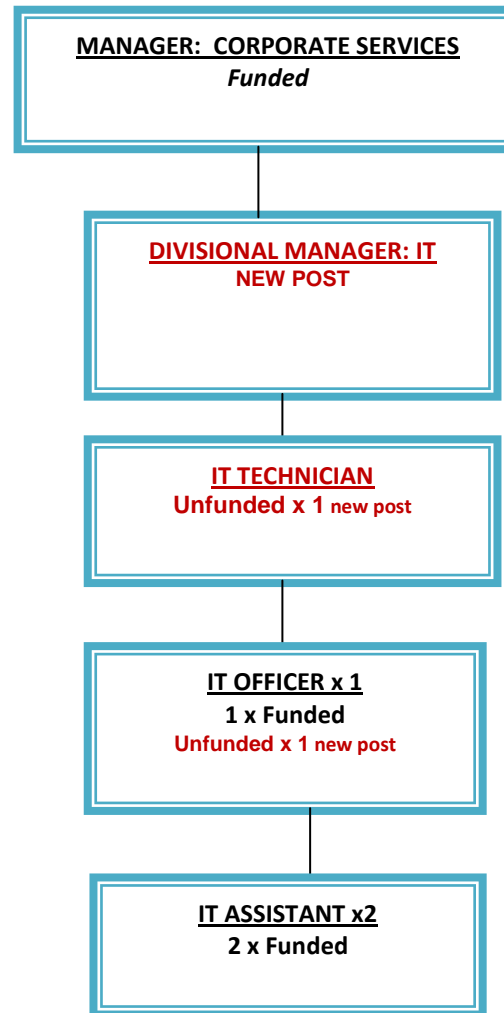 MANAGER: CORPORATE SERVICES
Funded
DIVISIONAL MANAGER: IT
NEW POST
IT TECHNICIAN
Unfunded x 1 new post
IT OFFICER x 1
1 x Funded
Unfunded x 1 new post
IT ASSISTANT x2
2 x Funded